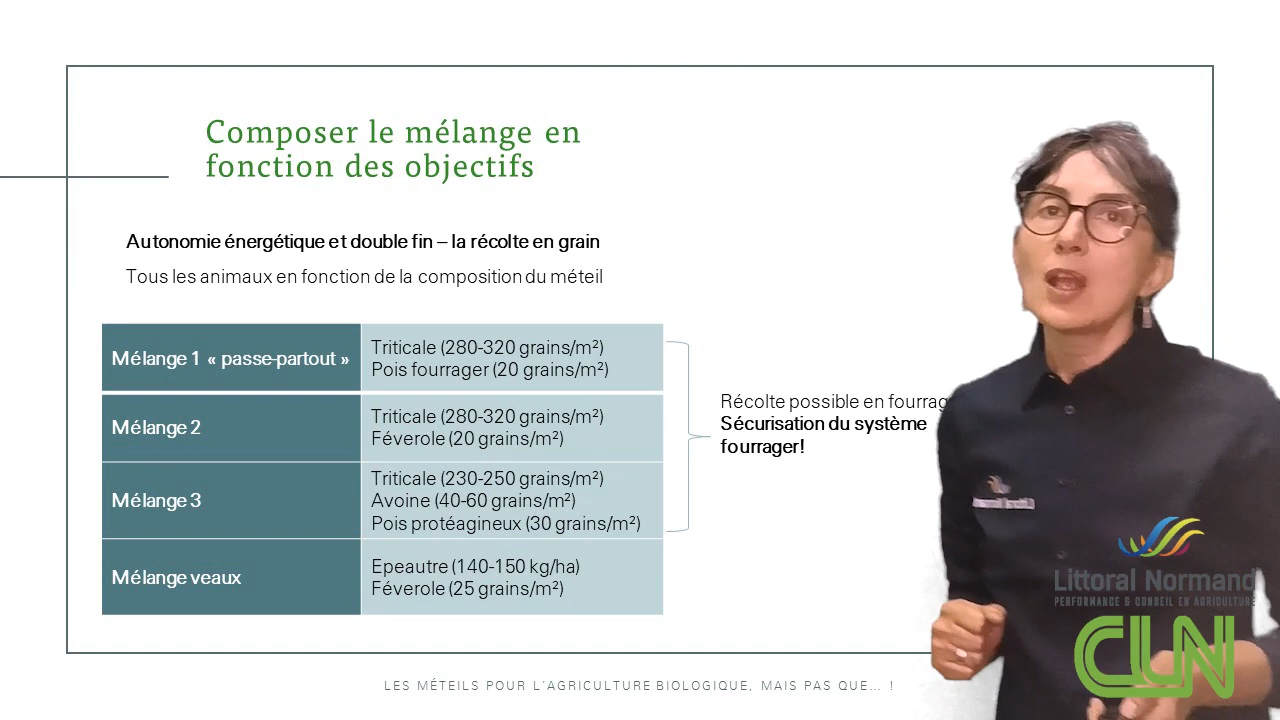 Composer le mélange en
fonction des objectifs
Autonomie énergétique et double fin – la récolte en grain
Tous les animaux en fonction de la composition du méteil
Mélange 1 « passe-partout »
Triticale (280-320 grains/m²)
Pois fourrager (20 grains/m²)
Mélange 2
Triticale (280-320 grains/m²)
Féverole (20 grains/m²)
Mélange 3
Triticale (230-250 grains/m²)
Avoine (40-60 grains/m²)
Pois protéagineux (30 grains/m²)
Mélange veaux
Epeautre (140-150 kg/ha)
Féverole (25 grains/m²)
Récolte possible en fourrag
Sécurisation du système
fourrager!
Littoral Normand
PERFORMANCE & CONSEIL EN AGRICULTURE
CLN
LES MÉTEILS POUR L'AGRICULTURE BIOLOGIQUE, MAIS PAS QUE... !